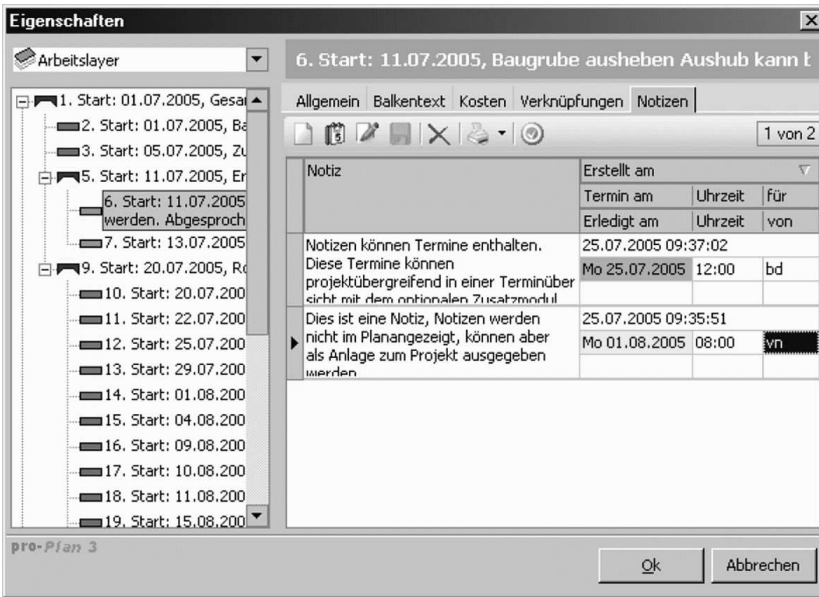 Eigenschaften
Arbeitslayer
6. Start: 11.07.2005, Baugrube ausheben Aushub kann
1. Start: 01.07.2005, Gesar
2. Start: 01.07.2005, Ba
3. Start: 05.07.2005, Zu
5. Start: 11.07.2005, Er
6. Start: 11.07.2005
werden. Abgesproch
7. Start: 13.07.2005
9. Start: 20.07.2005, Ro
10. Start: 20.07.200
11. Start: 22.07.200
12. Start: 25.07.200
13. Start: 29.07.200
14. Start: 01.08.200
15. Start: 04.08.200
16. Start: 09.08.200
17. Start: 10.08.200
18. Start: 11.08.200
19. Start: 15.08.200
Allgemein Balkentext Kosten Verknüpfungen Notizen
1 von 2
Notiz Erstellt am
Termin am Uhrzeit für
Erledigt am Uhrzeit von
Notizen können Termine enthalten. 25.07.2005 09:37:02
Diese Termine können Mo 25.07.2005 12:00 bd
projektübergreifend in einer Terminüber
sicht mit dem optionalen Zusatzmodul
Dies ist eine Notiz, Notizen werden 25.07.2005 09:35:51
nicht im Planangezeigt, können aber Mo 01.08.2005 08:00 vn
als Anlage zum Projekt ausgegeben
werden
pro-Plan 3
Ok Abbrechen